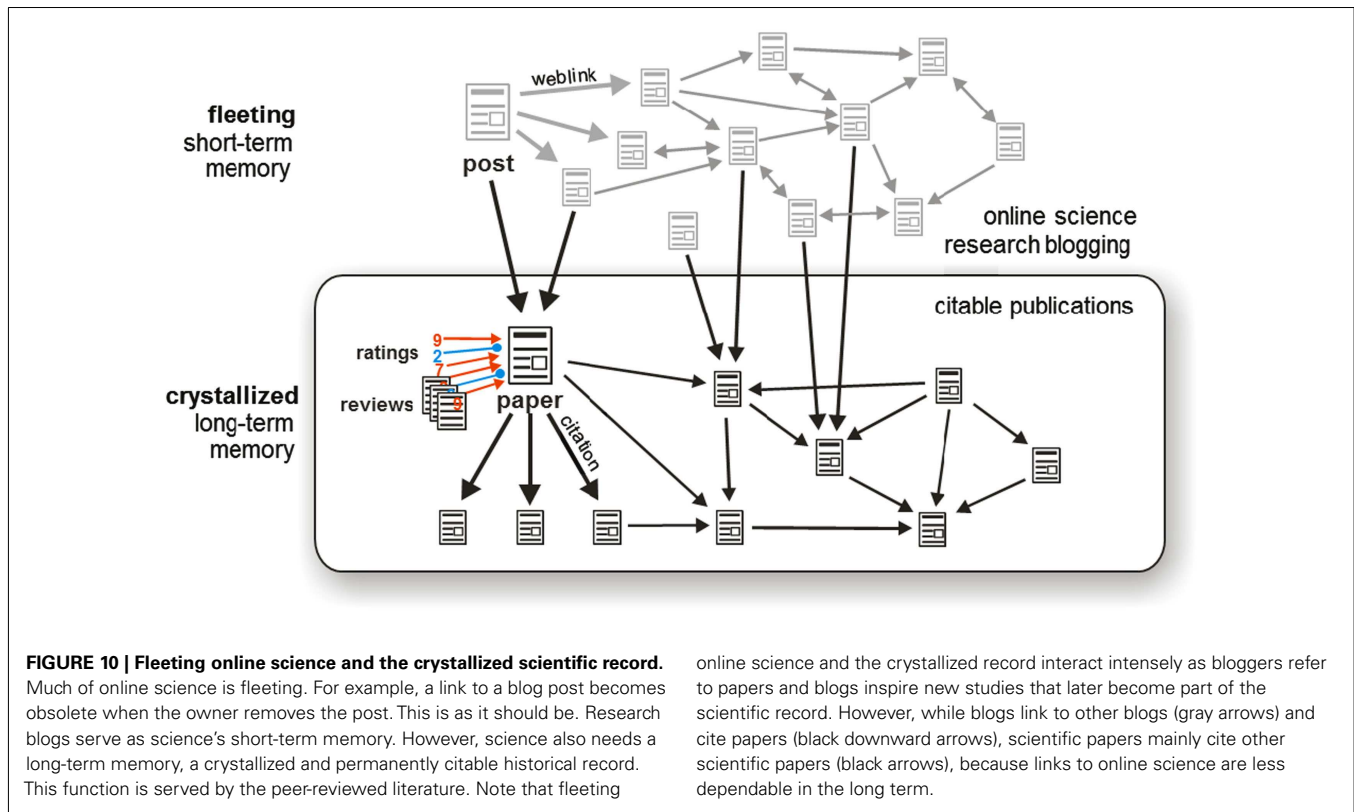 weblink
fleeting
short-term
memory
post
online science
research blogging
citable publications
9
2
7
ratings
reviews
9
paper
citation
crystallized
long-term
memory
FIGURE 10 | Fleeting online science and the crystallized scientific record.
Much of online science is fleeting. For example, a link to a blog post becomes
obsolete when the owner removes the post. This is as it should be. Research
blogs serve as science's short-term memory. However, science also needs a
long-term memory, a crystallized and permanently citable historical record.
This function is served by the peer-reviewed literature. Note that fleeting
online science and the crystallized record interact intensely as bloggers refer
to papers and blogs inspire new studies that later become part of the
scientific record. However, while blogs link to other blogs (gray arrows) and
cite papers (black downward arrows), scientific papers mainly cite other
scientific papers (black arrows), because links to online science are less
dependable in the long term.